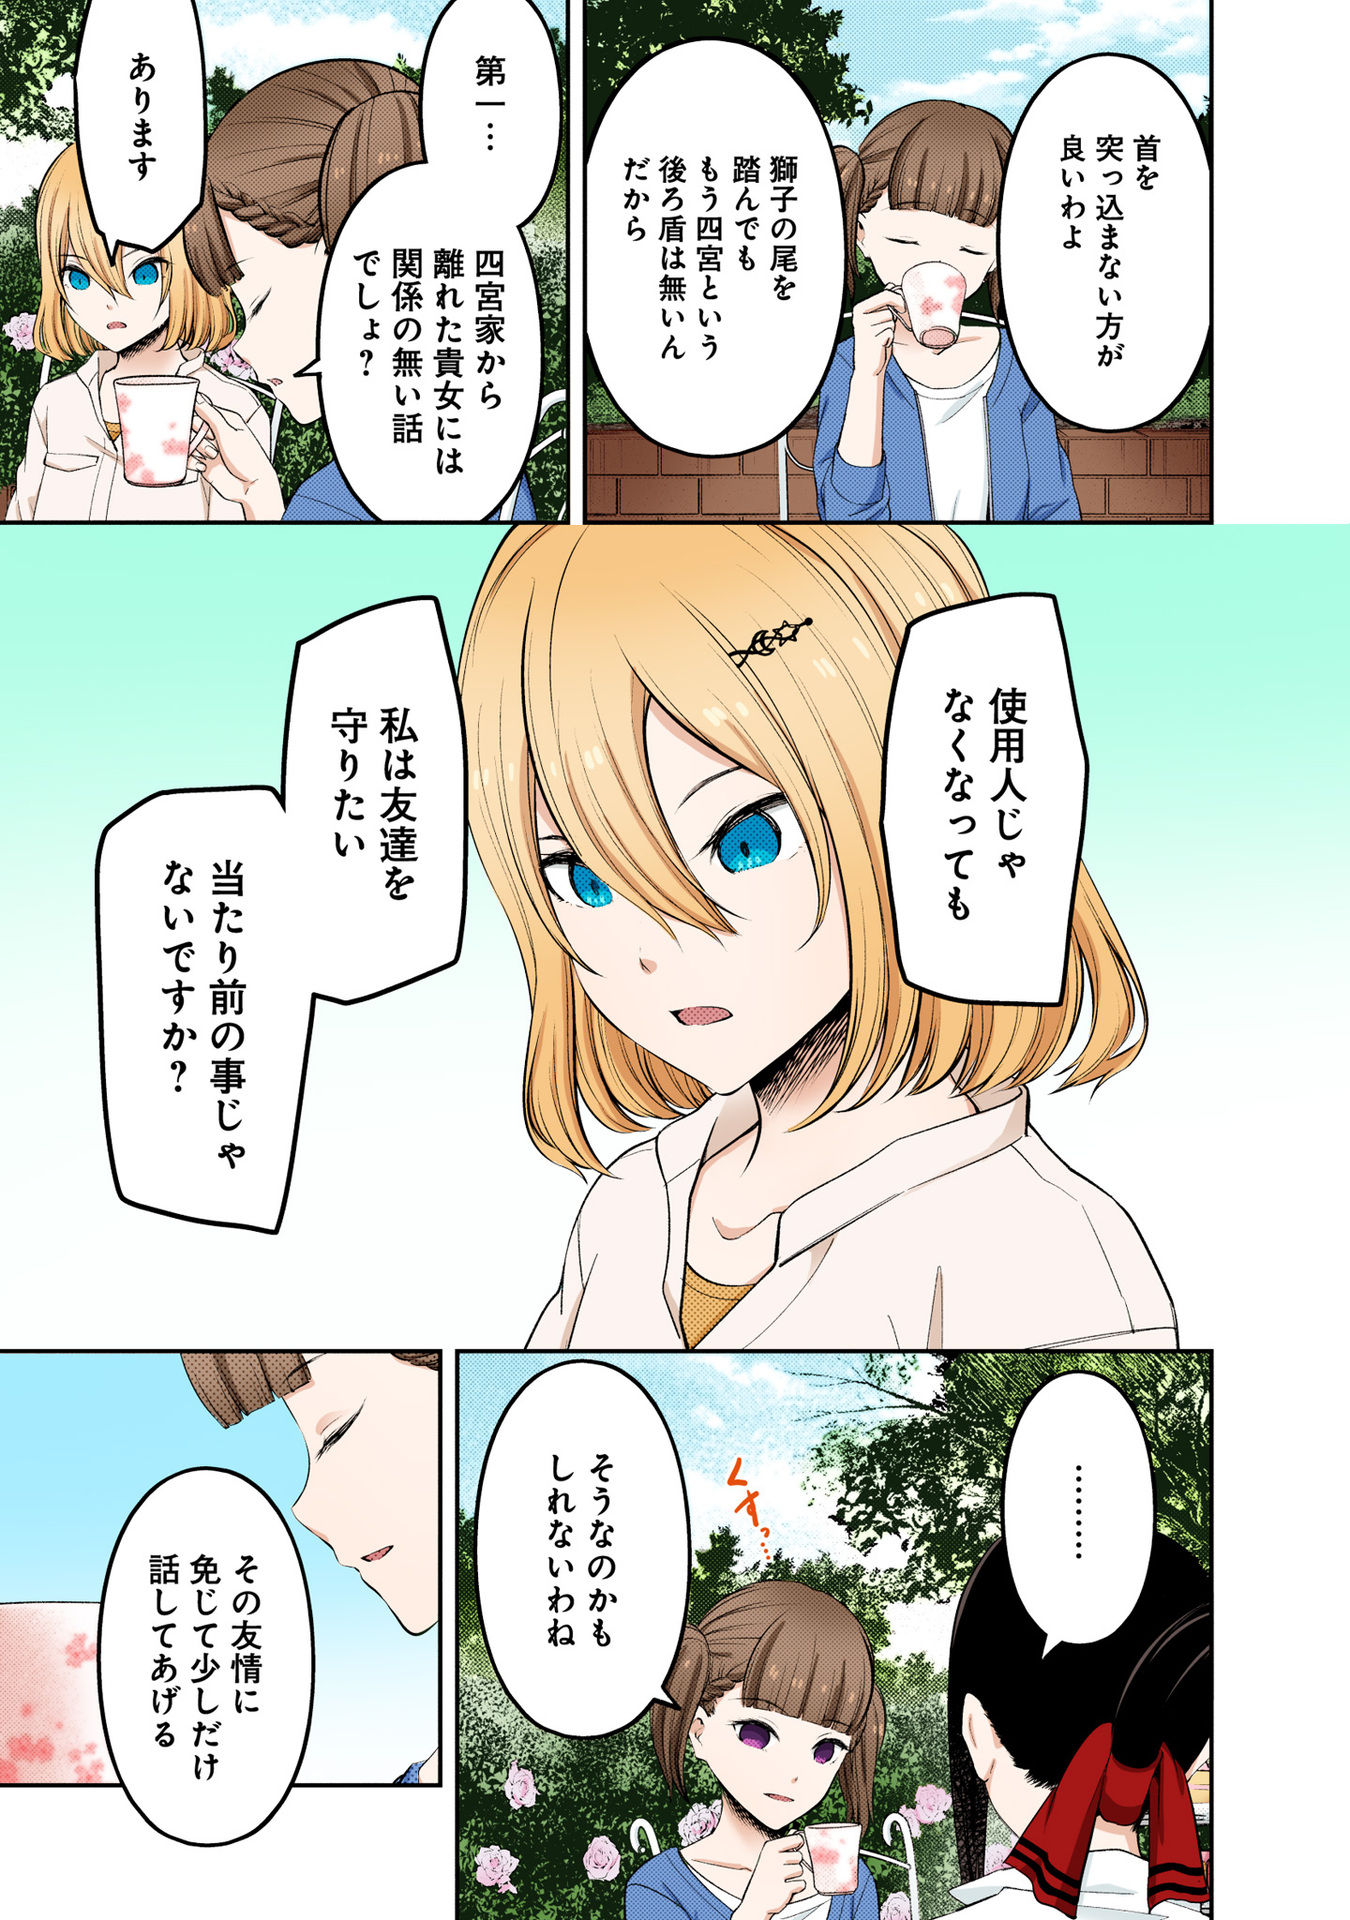 首を
突っ込まない方が
良いわよ
獅子の尾を
踏んでも
もう四宮という
後ろ盾は無いん
だから
第一…
四宮家から
離れた貴女には
関係の無い話
でしょ？
あります
使用人じゃ
なくなっても
私は友達を
守りたい
当たり前の事じゃ
ないですか？
………
くすっ…
そうなのかも
しれないわね
その友情に
免じて少しだけ
話してあげる